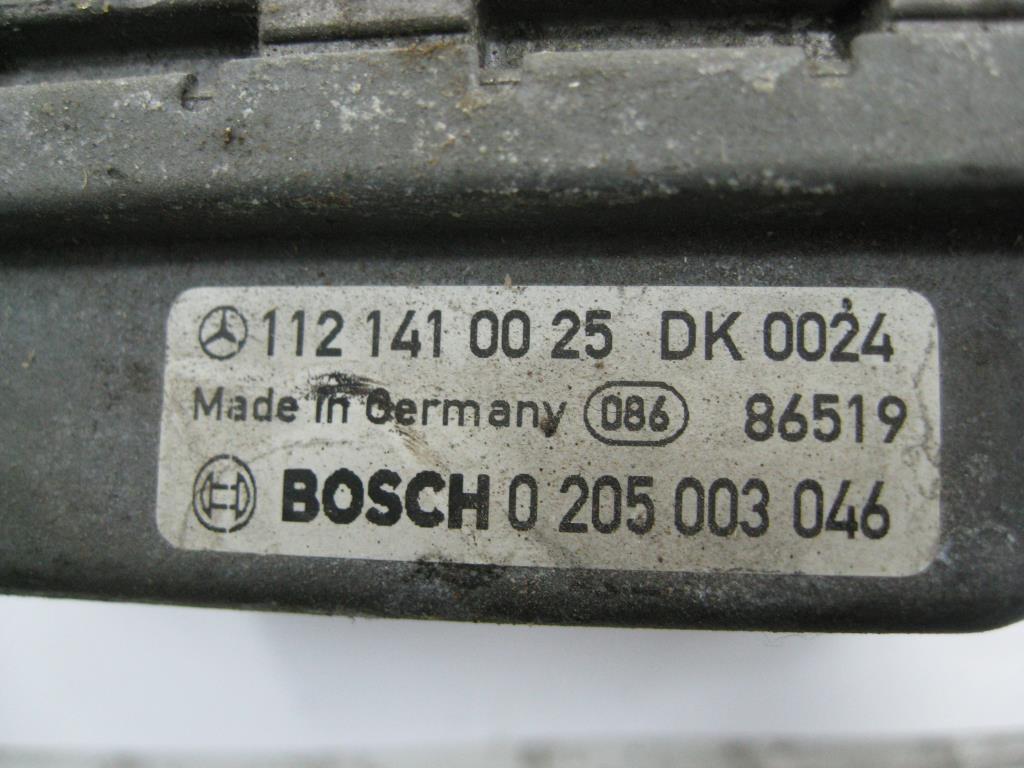 112 141 00 25 DK 0024
Made in Germany 086 86519
BOSCH 0 205 003 046